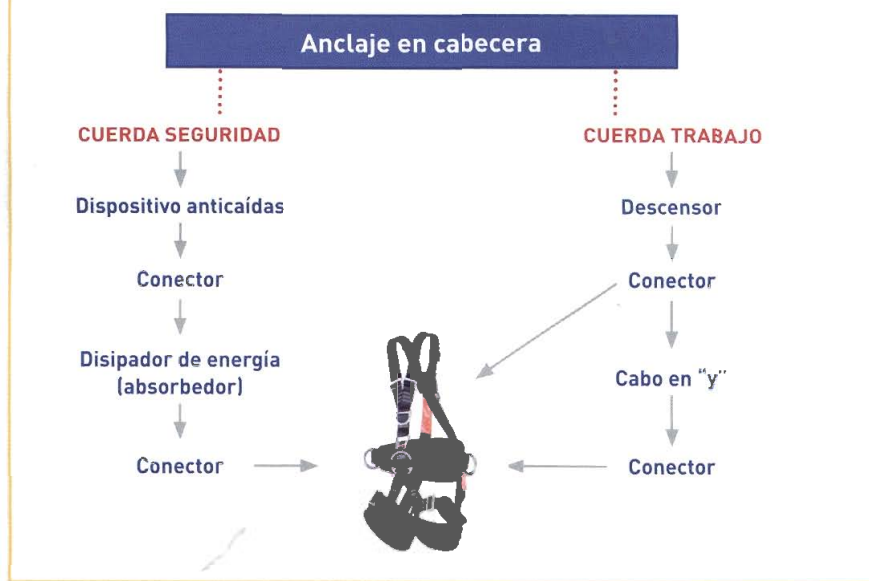 Anclaje en cabecera
CUERDA SEGURIDAD
CUERDA TRABAJO
Dispositivo anticaídas
Descensor
Conector
Conector
Disipador de energía
(absorbedor)
Cabo en “y”
Conector
Conector